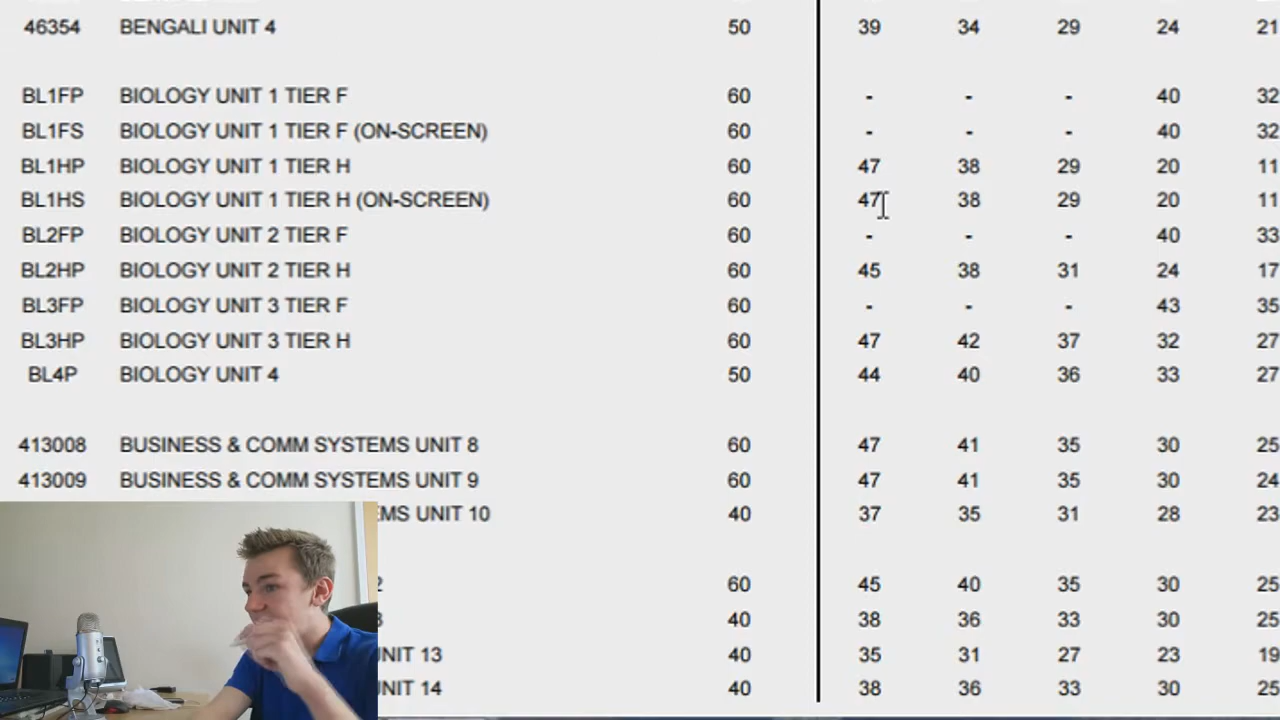 46354 BENGALI UNIT 4 50 39 34 29 24 21
BL1FP BIOLOGY UNIT 1 TIER F 60 - - - 40 32
BL1FS BIOLOGY UNIT 1 TIER F (ON-SCREEN) 60 - - - 40 32
BL1HP BIOLOGY UNIT 1 TIER H 60 47 38 29 20 11
BL1HS BIOLOGY UNIT 1 TIER H (ON-SCREEN) 60 47 38 29 20 11
BL2FP BIOLOGY UNIT 2 TIER F 60 - - - 40 33
BL2HP BIOLOGY UNIT 2 TIER H 60 45 38 31 24 17
BL3FP BIOLOGY UNIT 3 TIER F 60 - - - 43 35
BL3HP BIOLOGY UNIT 3 TIER H 60 47 42 37 32 27
BL4P BIOLOGY UNIT 4 50 44 40 36 33 27
413008 BUSINESS & COMM SYSTEMS UNIT 8 60 47 41 35 30 25
413009 BUSINESS & COMM SYSTEMS UNIT 9 60 47 41 35 30 24
EMS UNIT 10 40 37 35 31 28 23
2 60 45 40 35 30 25
3 40 38 36 33 30 25
UNIT 13 40 35 31 27 23 19
UNIT 14 40 38 36 33 30 25